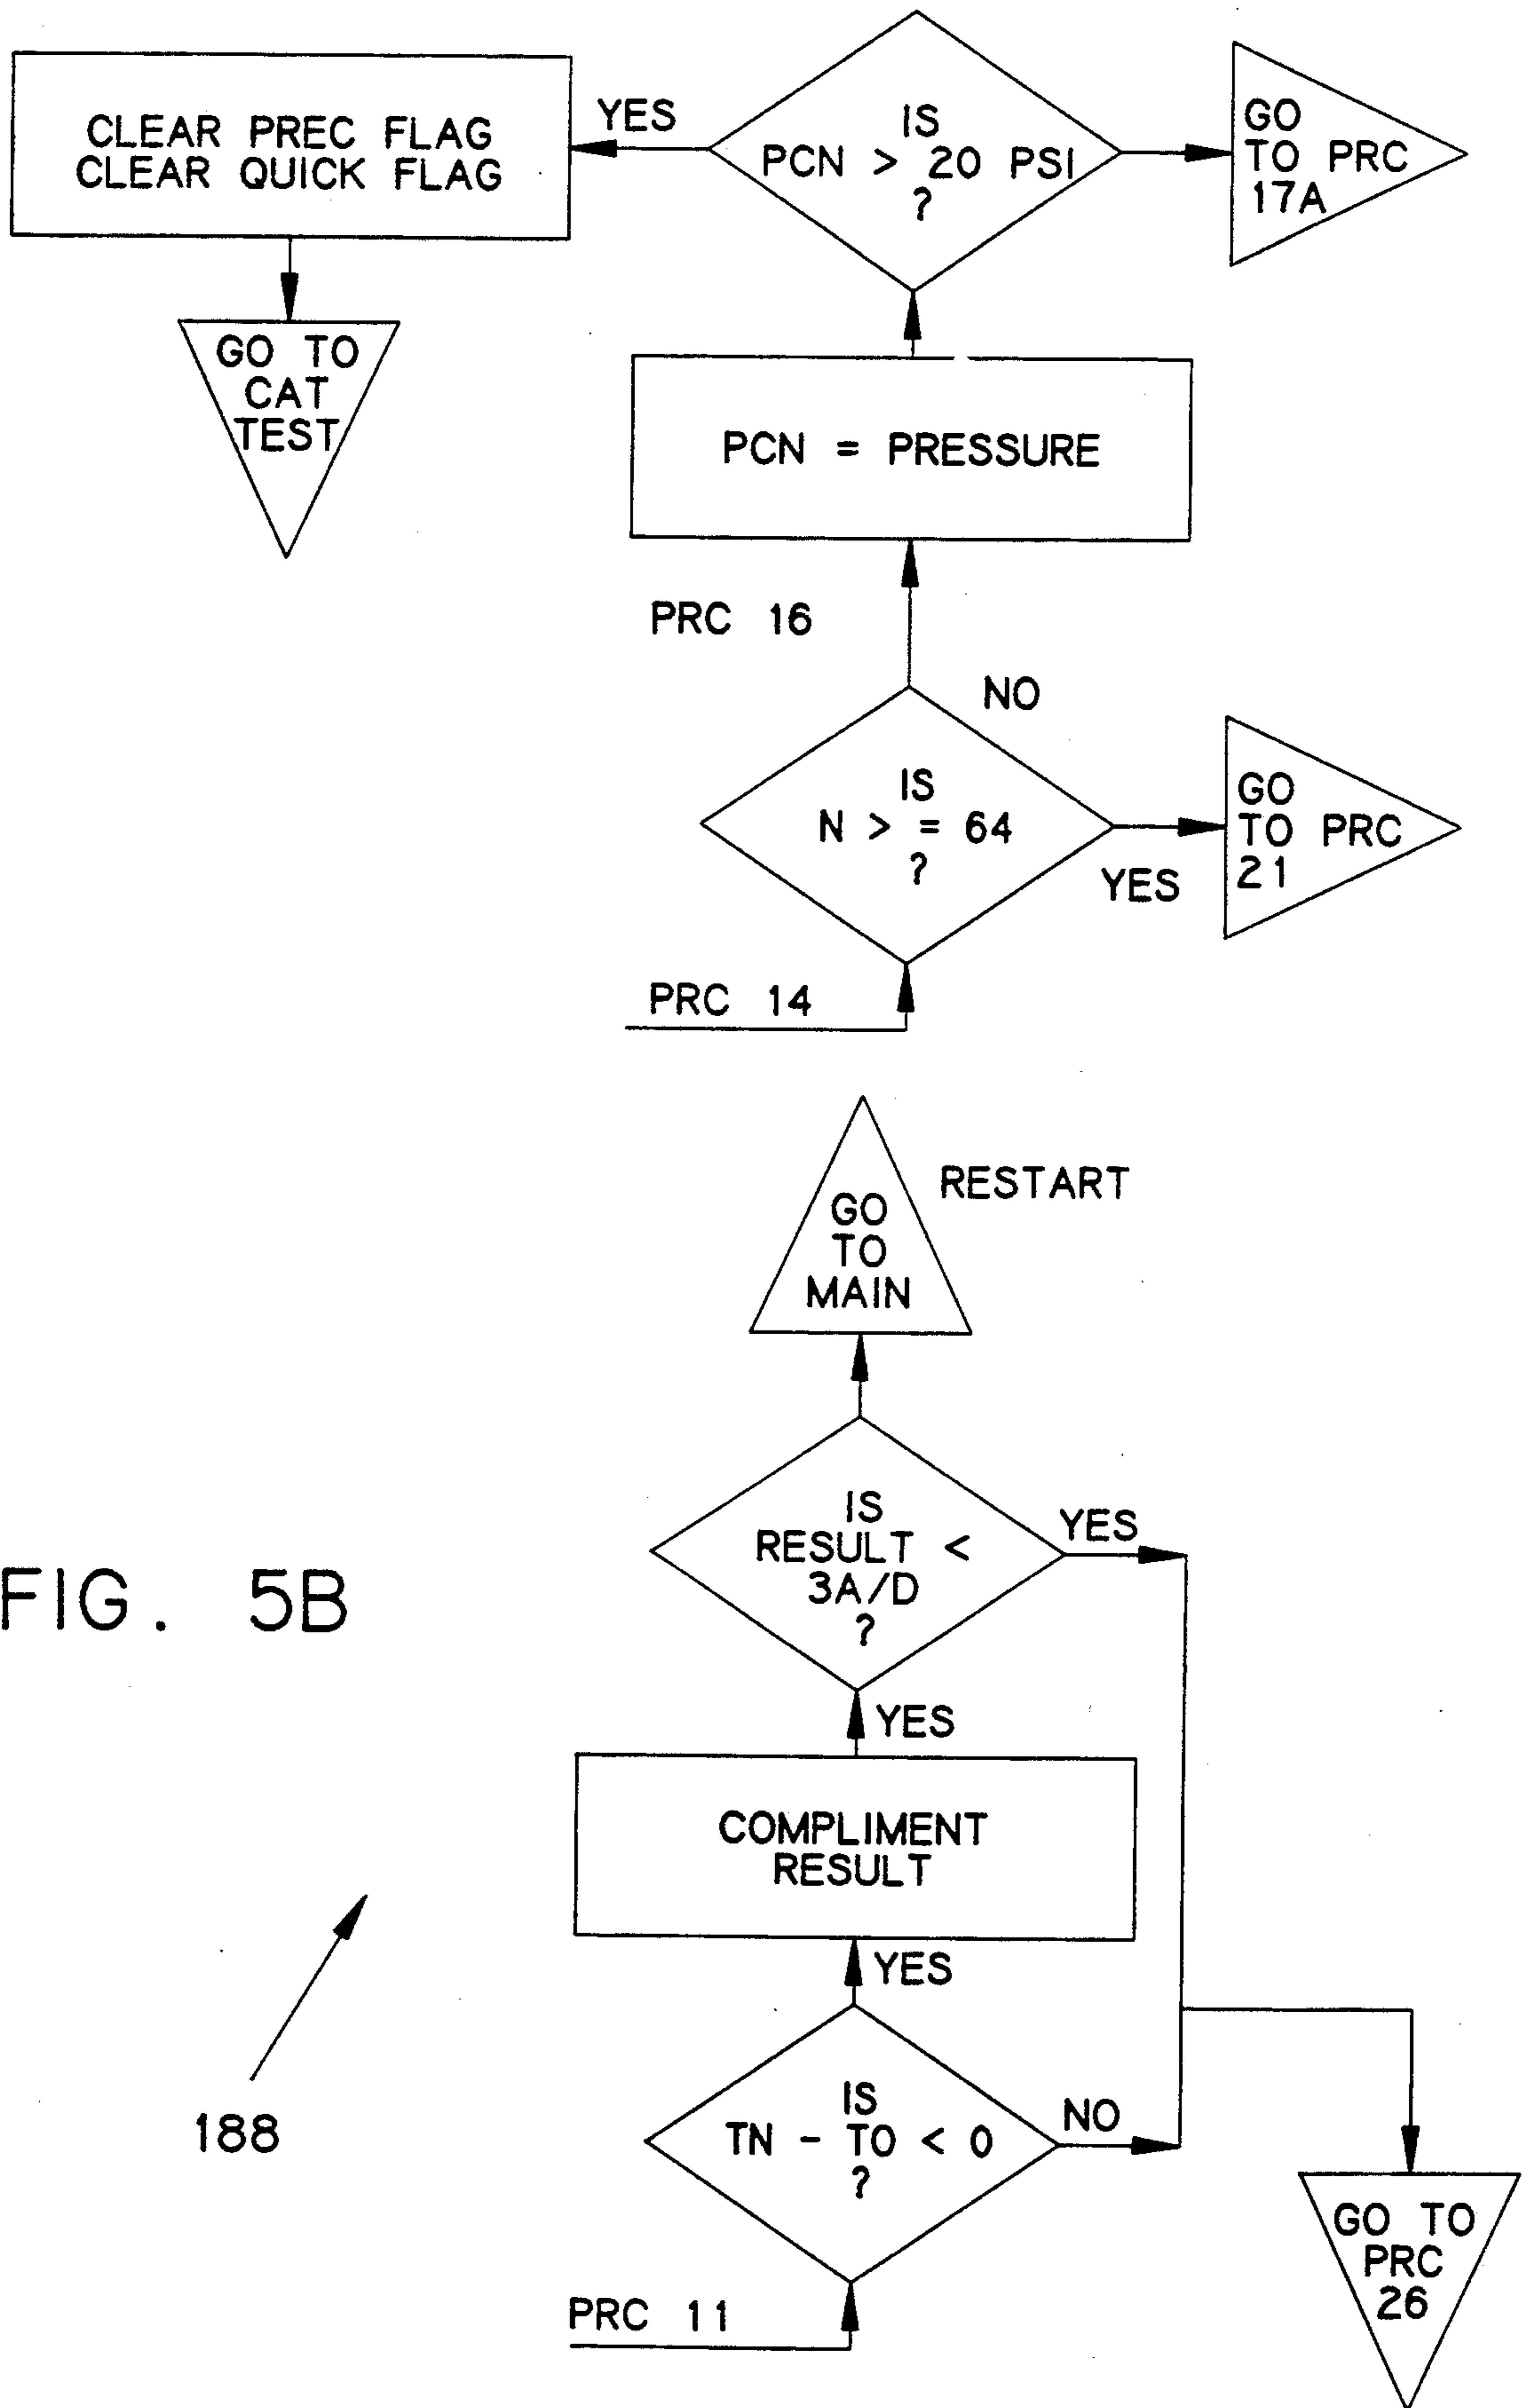 CLEAR PREC FLAG
CLEAR QUICK FLAG
YES
IS
PCN > 20 PSI
?
GO
TO PRC
17A
GO TO
CAT
TEST
PCN = PRESSURE
PRC 16
NO
IS
N > = 64
?
YES
GO
TO PRC
21
PRC 14
GO
TO
MAIN
RESTART
IS
RESULT <
3A/D
?
YES
YES
COMPLIMENT
RESULT
YES
IS
TN - TO < 0
?
NO
PRC 11
GO TO
PRC
26
FIG. 5B
188